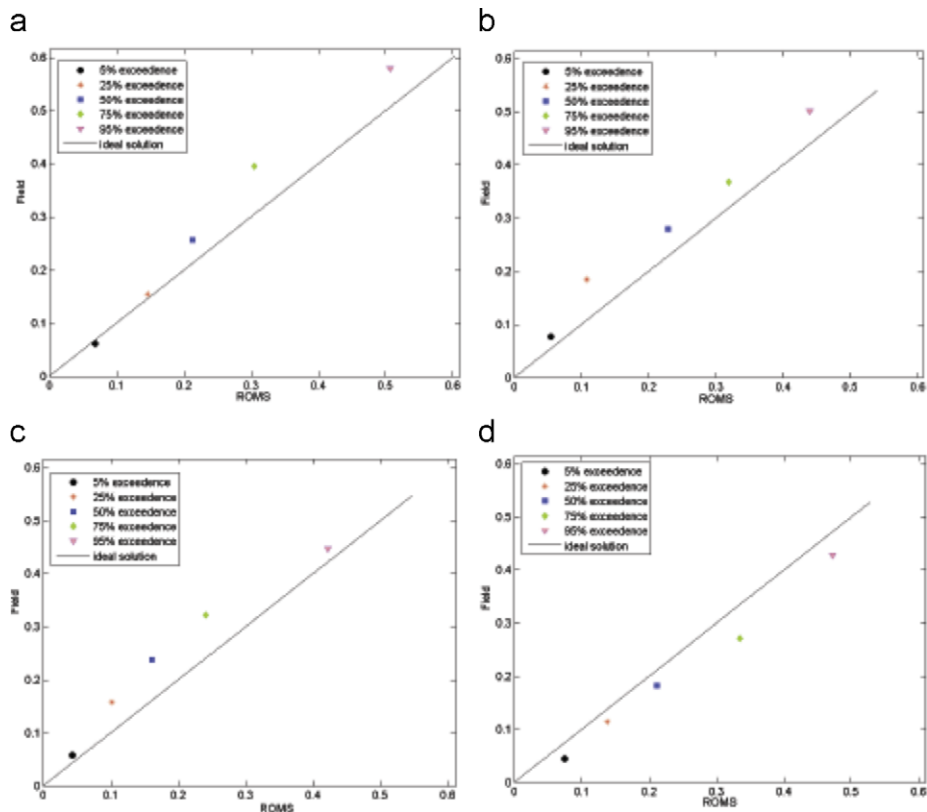 a
0.6
0.5
0.4
0.3
0.2
0.1
0
Field
5% exceedence
25% exceedence
50% exceedence
75% exceedence
95% exceedence
ideal solution
0 0.1 0.2 0.3 0.4 0.5 0.6
ROMS
b
0.6
0.5
0.4
0.3
0.2
0.1
0
Field
5% exceedence
25% exceedence
50% exceedence
75% exceedence
95% exceedence
ideal solution
0 0.1 0.2 0.3 0.4 0.5 0.6
ROMS
c
0.6
0.5
0.4
0.3
0.2
0.1
0
Field
5% exceedence
25% exceedence
50% exceedence
75% exceedence
95% exceedence
ideal solution
0 0.1 0.2 0.3 0.4 0.5 0.6
ROMS
d
0.6
0.5
0.4
0.3
0.2
0.1
0
Field
5% exceedence
25% exceedence
50% exceedence
75% exceedence
95% exceedence
ideal solution
0 0.1 0.2 0.3 0.4 0.5 0.6
ROMS